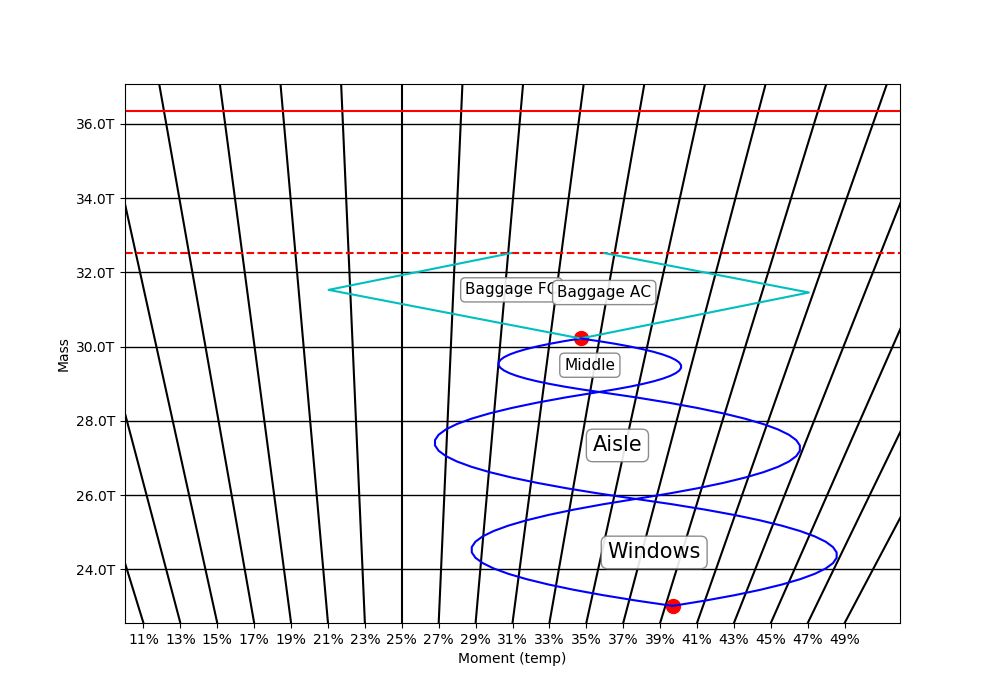 36.0T
34.0T
32.0T
30.0T
28.0T
26.0T
24.0T
Mass
Baggage FC
Baggage AC
Middle
Aisle
Windows
11% 13% 15% 17% 19% 21% 23% 25% 27% 29% 31% 33% 35% 37% 39% 41% 43% 45% 47% 49%
Moment (temp)